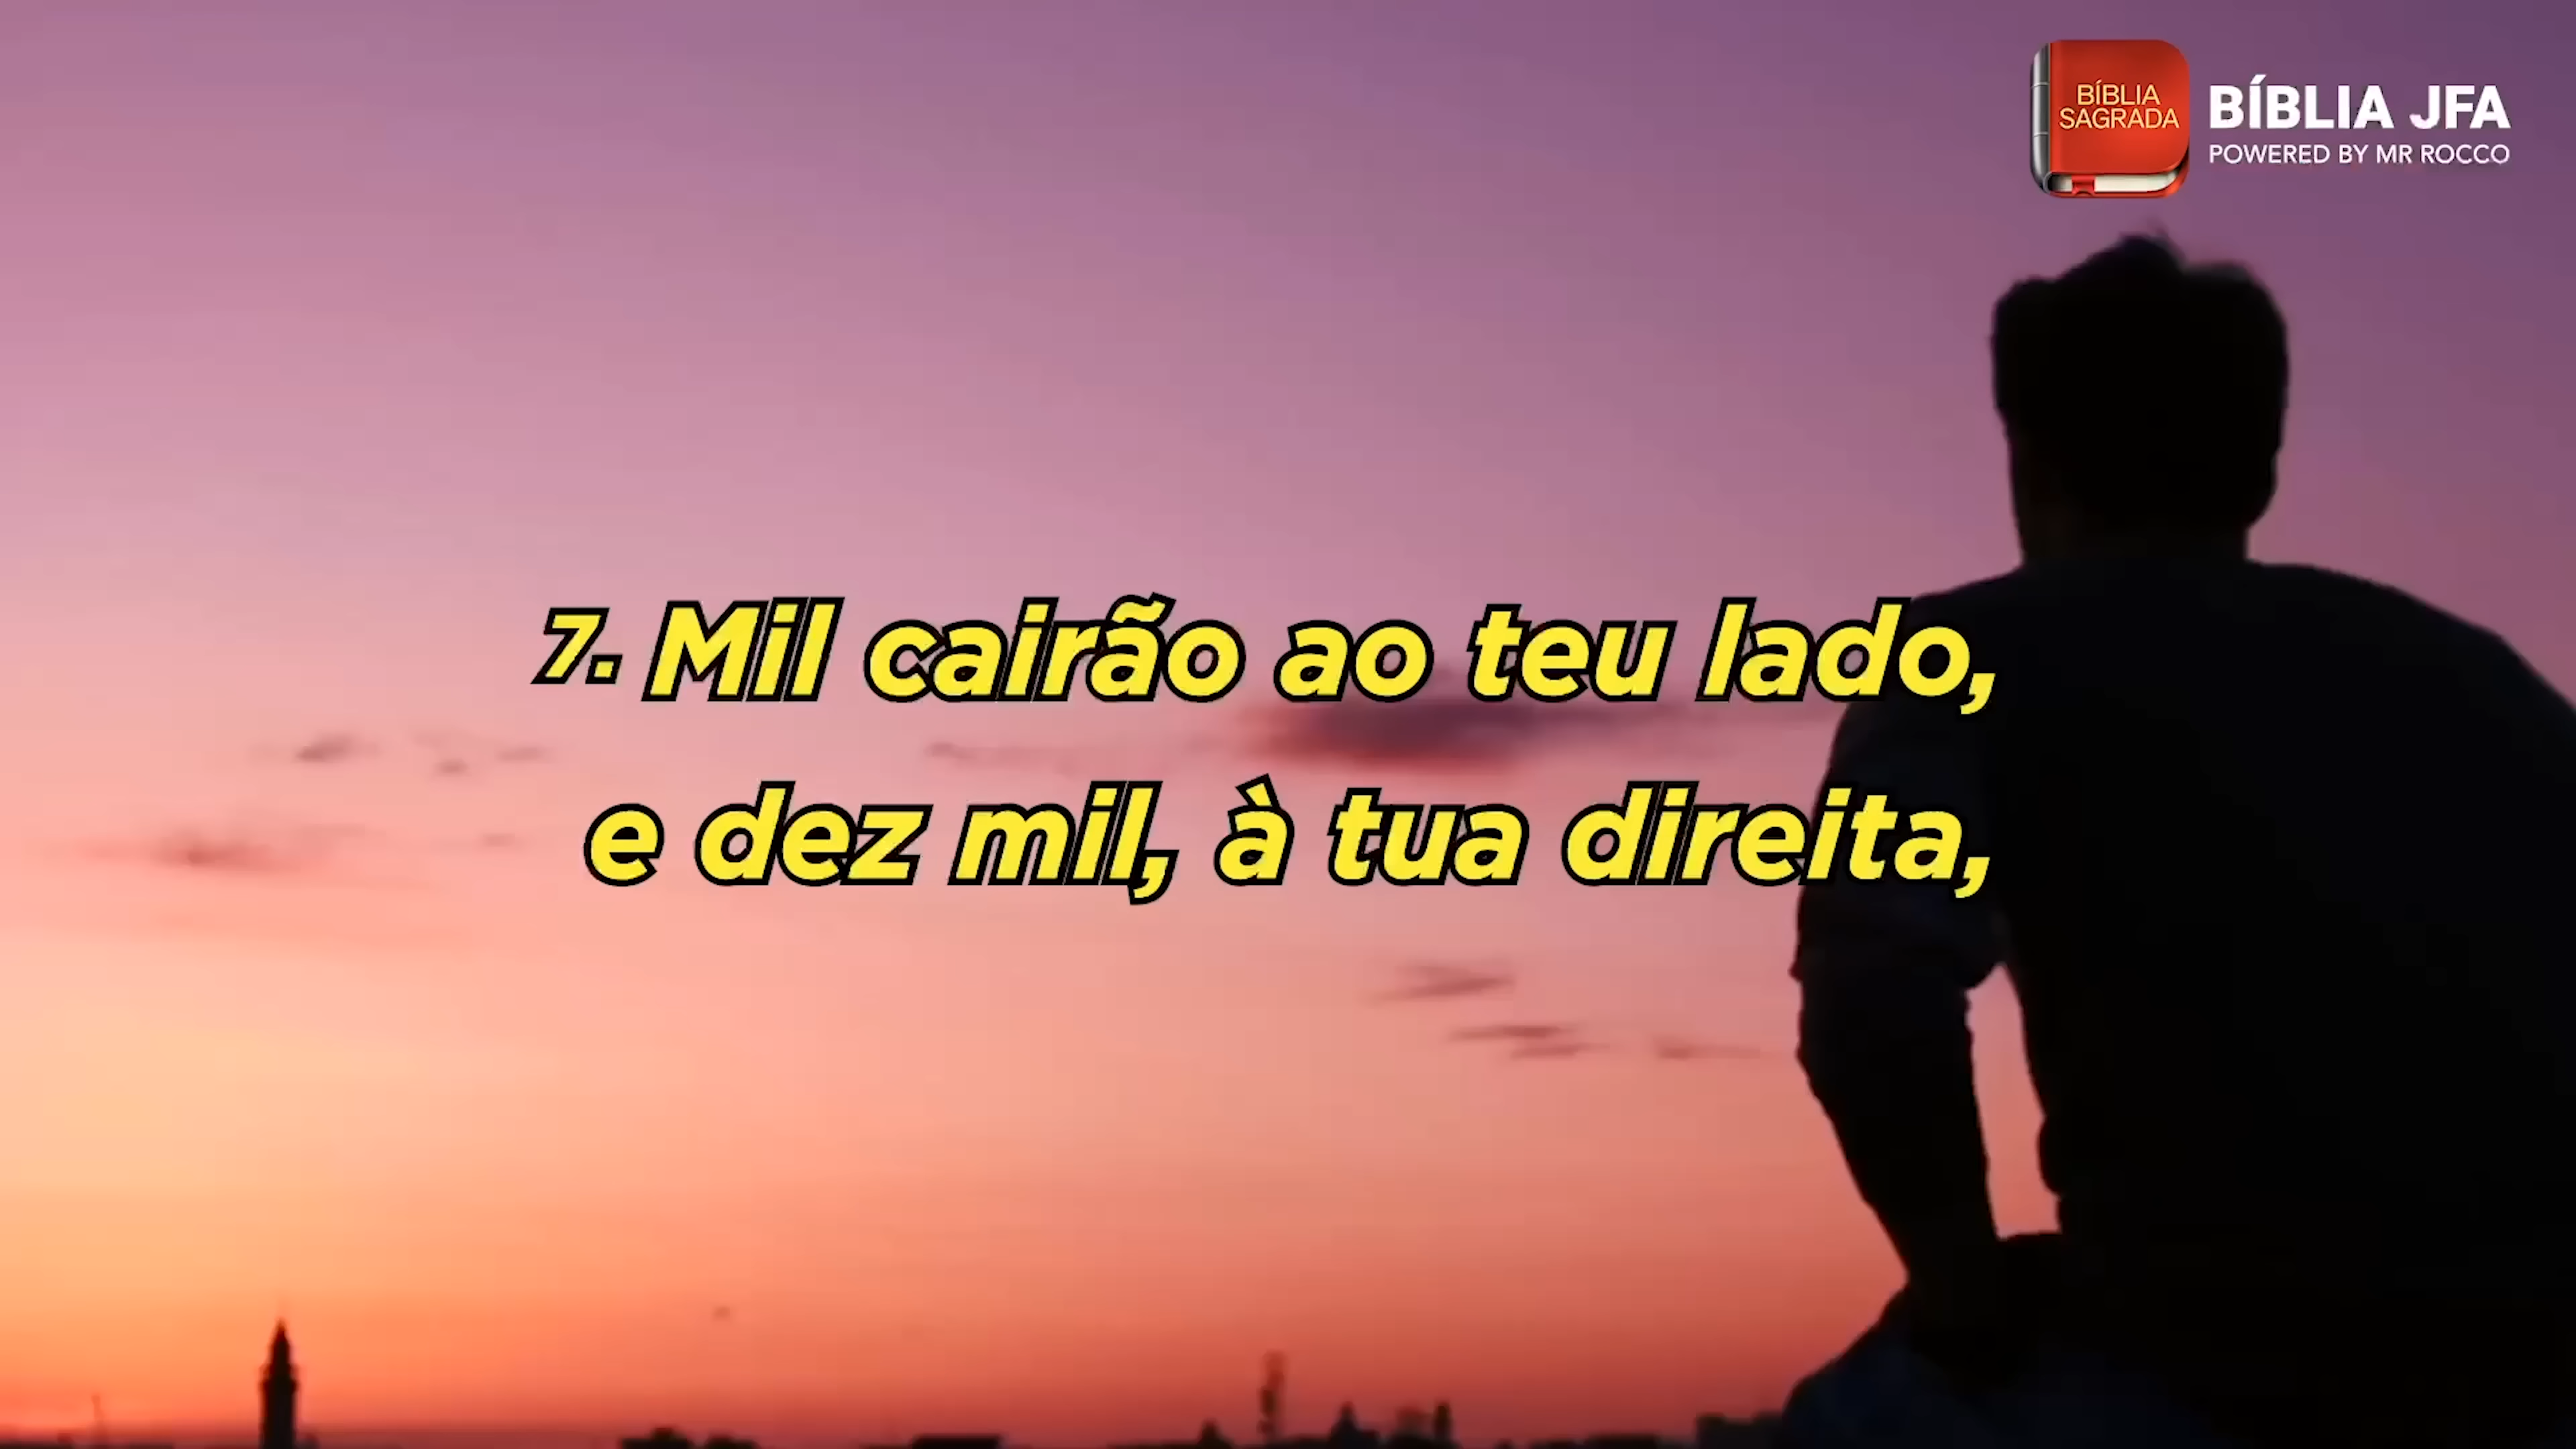 BÍBLIA
SAGRADA
BÍBLIA JFA
POWERED BY MR ROCCO
7. Mil cairão ao teu lado,
e dez mil, à tua direita,